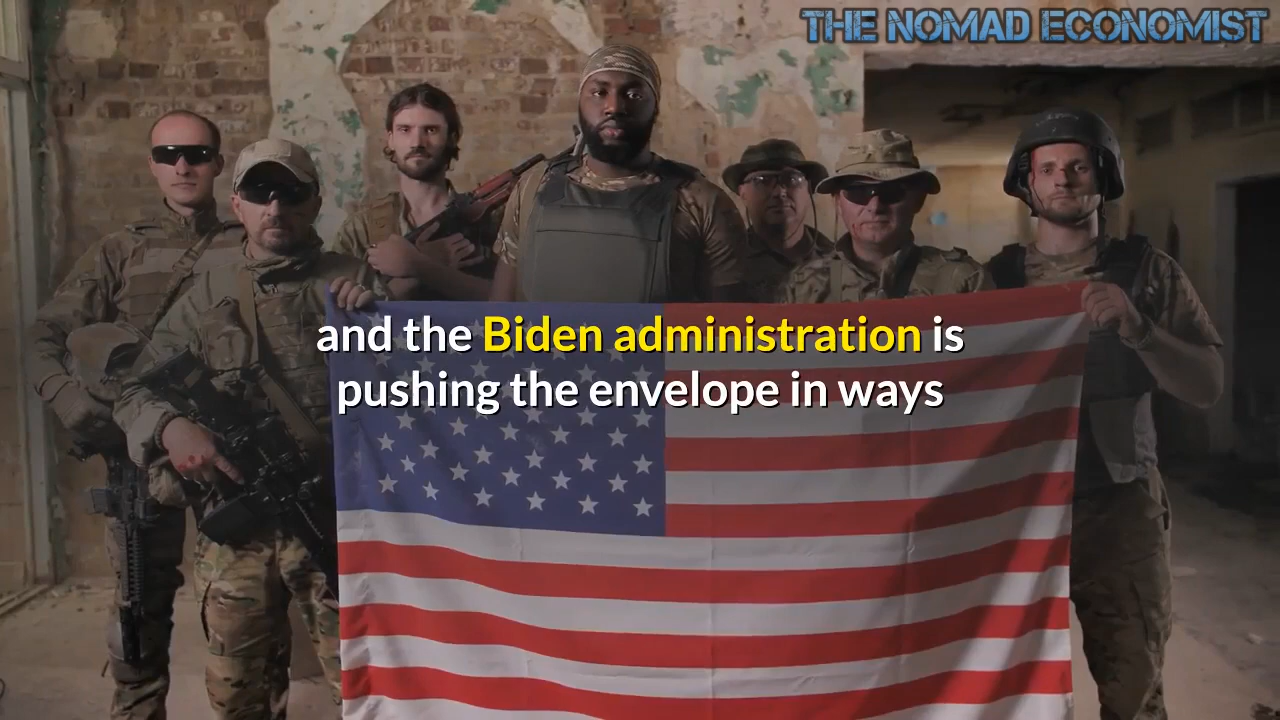 THE NOMAD ECONOMIST
and the Biden administration is
pushing the envelope in ways